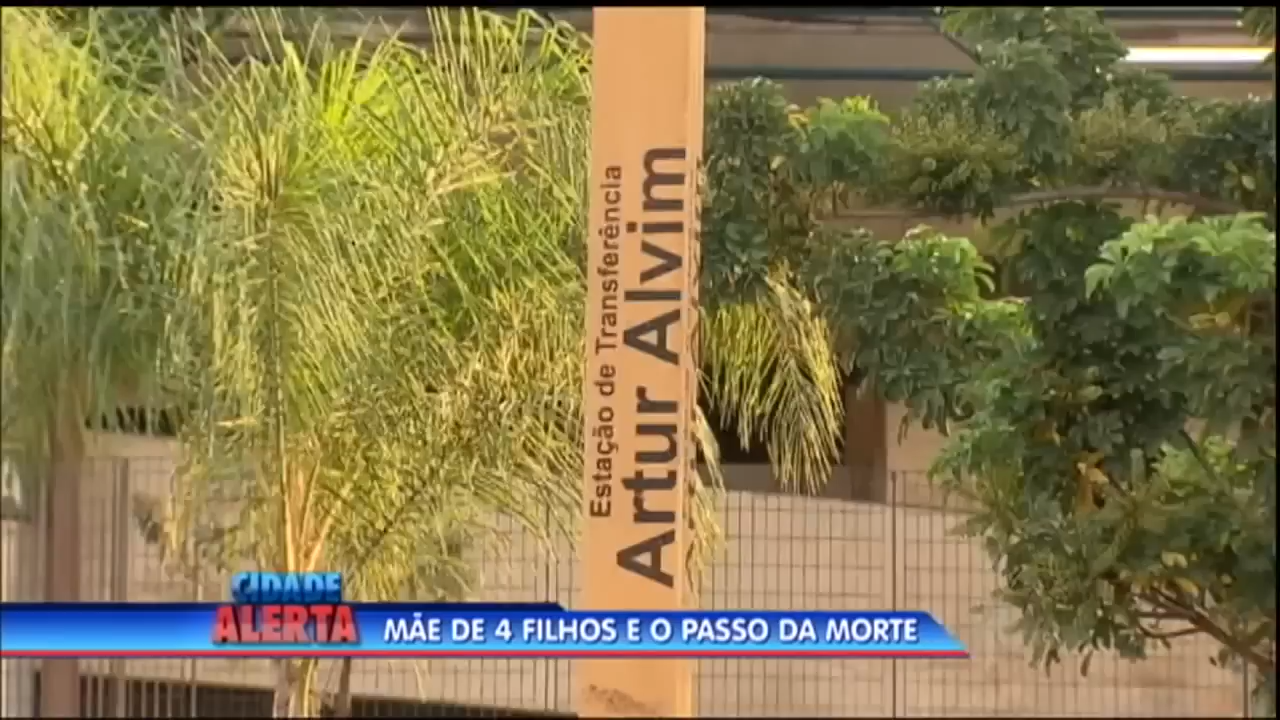 Estação de Transferência
Artur Alvim
CIDADE
ALERTA
MÃE DE 4 FILHOS E O PASSO DA MORTE